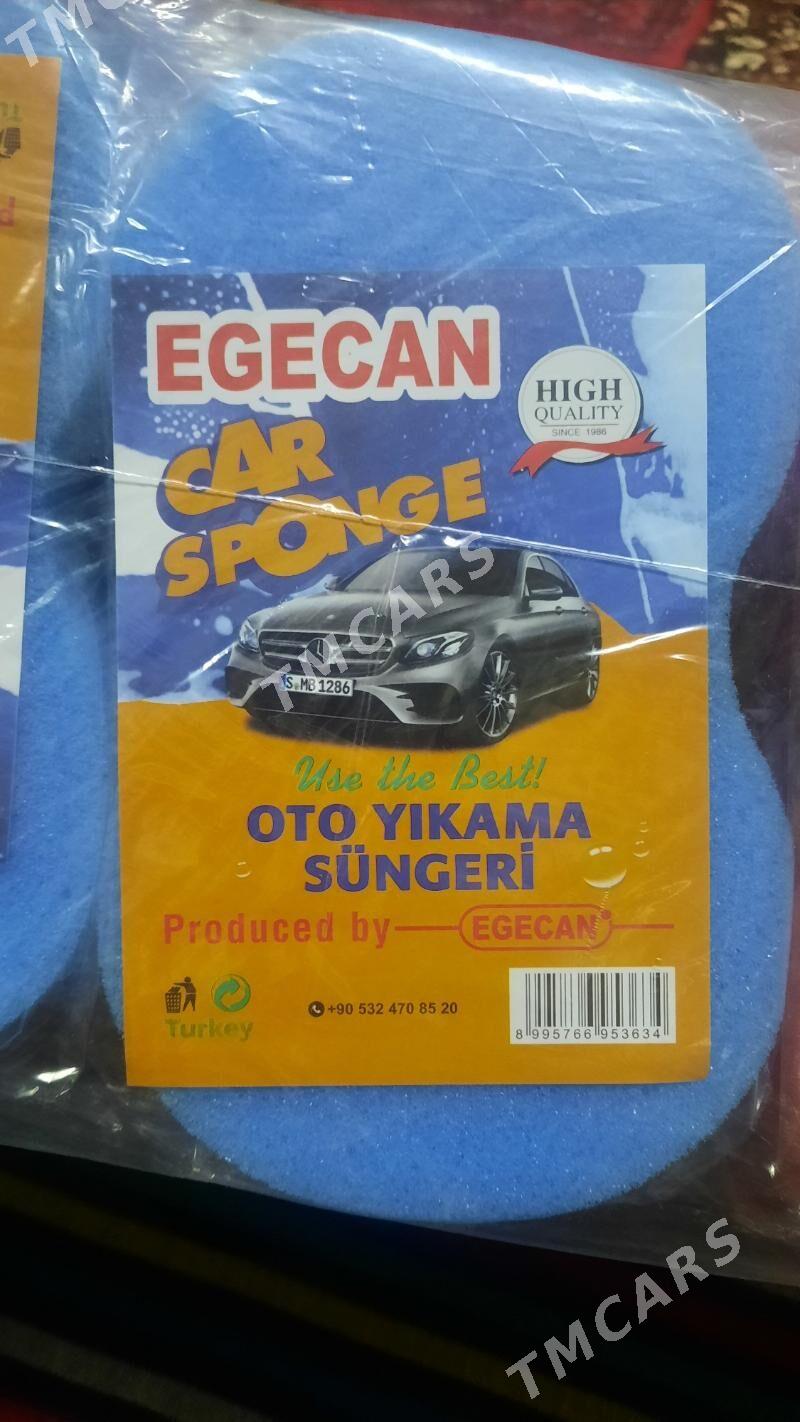 TMCARS
EGECAN
HIGH
QUALITY
SINCE 1986
CAR
SPONGE
TMCARS
S MB 1286
Use the Best!
OTO YIKAMA
SÜNGERİ
Produced by EGECAN
Turkey
+90 532 470 85 20
8 995766 953634
TMCARS